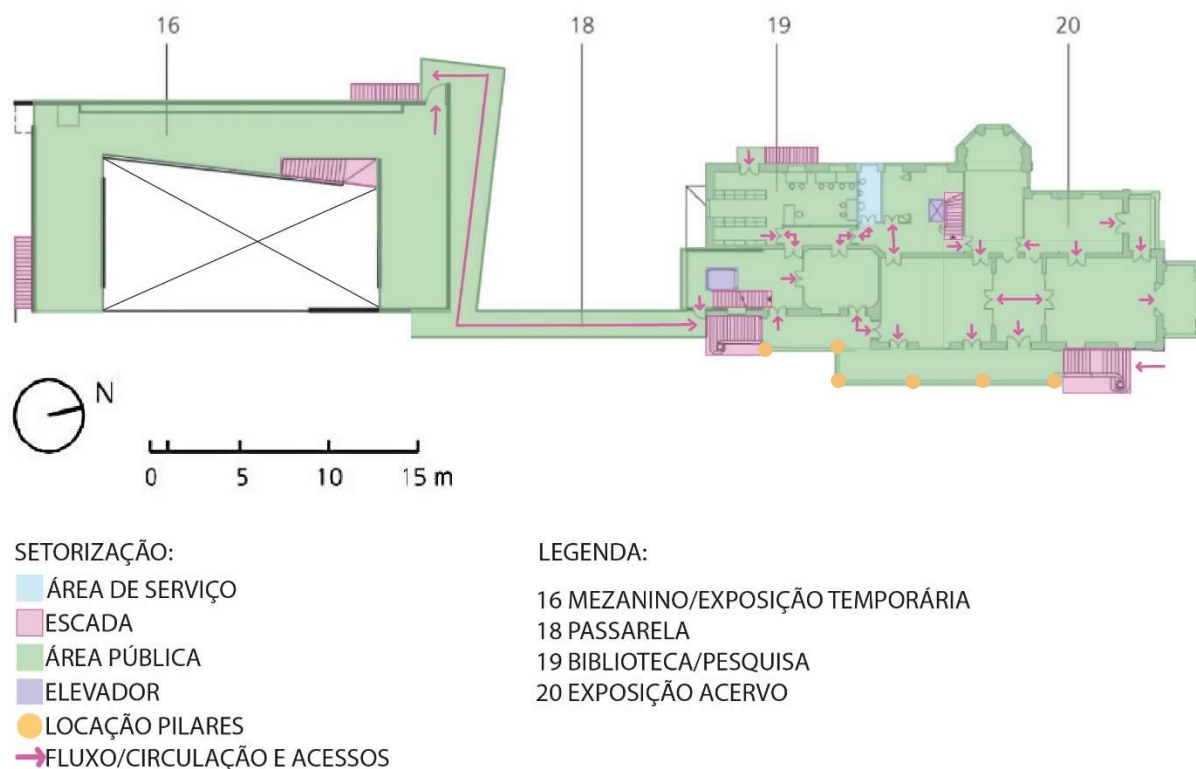 16
18
19
20
N
0 5 10 15 m
SETORIZAÇÃO:
ÁREA DE SERVIÇO
ESCADA
ÁREA PÚBLICA
ELEVADOR
LOCAÇÃO PILARES
FLUXO/CIRCULAÇÃO E ACESSOS
LEGENDA:
16 MEZANINO/EXPOSIÇÃO TEMPORÁRIA
18 PASSARELA
19 BIBLIOTECA/PESQUISA
20 EXPOSIÇÃO ACERVO